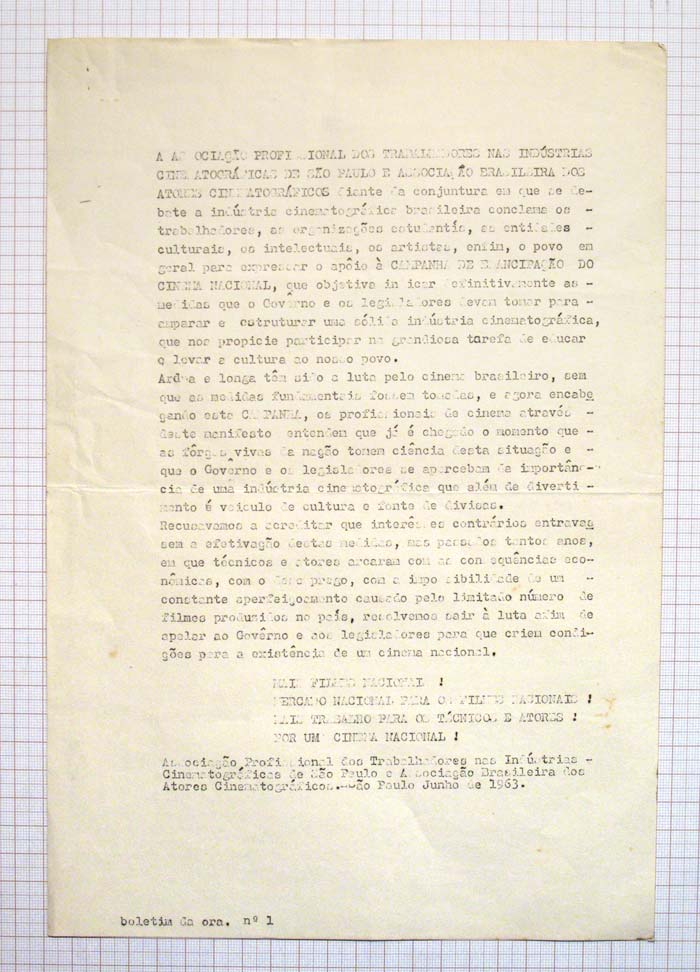 A AS OCIAÇÃO PROFISSIONAL DOS TRABALHADORES NAS INDÚSTRIAS
CINEMATOGRÁFICAS DE SÃO PAULO E ASSOCIAÇÃO BRASILEIRA DOS
ATORES CINEMATOGRÁFICOS diante da conjuntura em que se de-
bate a indústria cinematográfica brasileira conclama os -
trabalhadores, as organizações estudantis, as entidades -
culturais, os intelectuais, os artistas, enfim, o povo em
geral para expressar o apôio à CAMPANHA DE EMANCIPAÇÃO DO
CINEMA NACIONAL, que objetiva indicar definitivamente as -
medidas que o Govêrno e os legisladores devem tomar para -
amparar e estruturar uma sólida indústria cinematográfica,
que nos propicie participar na grandiosa tarefa de educar
e levar a cultura ao nosso povo.
Ardua e longa têm sido a luta pelo cinema brasileiro, sem
que as medidas fundamentais fossem tomadas, e agora encabe
çando esta CAMPANHA, os profissionais de cinema através -
deste manifesto entendem que já é chegado o momento que -
as fôrças vivas da nação tomem ciência desta situação e -
que o Govêrno e os legisladores se apercebam da importân-
cia de uma indústria cinematográfica que além de diverti -
mento é veiculo de cultura e fonte de divisas.
Recusavamos a acreditar que interêsses contrários entravas
sem a efetivação destas medidas, mas passados tantos anos,
em que técnicos e atores arcaram com as consequências eco-
nômicas, com o desemprego, com a impossibilidade de um -
constante aperfeiçoamento causado pelo limitado número de
filmes produzidos no país, resolvemos sair à luta afim de
apelar ao Govêrno e aos legisladores para que criem condi-
ções para a existência de um cinema nacional.
MAIS FILMES NACIONAIS !
MERCADO NACIONAL PARA OS FILMES NACIONAIS !
MAIS TRABALHO PARA OS TÉCNICOS E ATORES !
POR UM CINEMA NACIONAL !
Associação Profissional dos Trabalhadores nas Indústrias -
Cinematográficas de São Paulo e Associação Brasileira dos
Atores Cinematográficos.-São Paulo Junho de 1963.
boletim da ora. nº 1